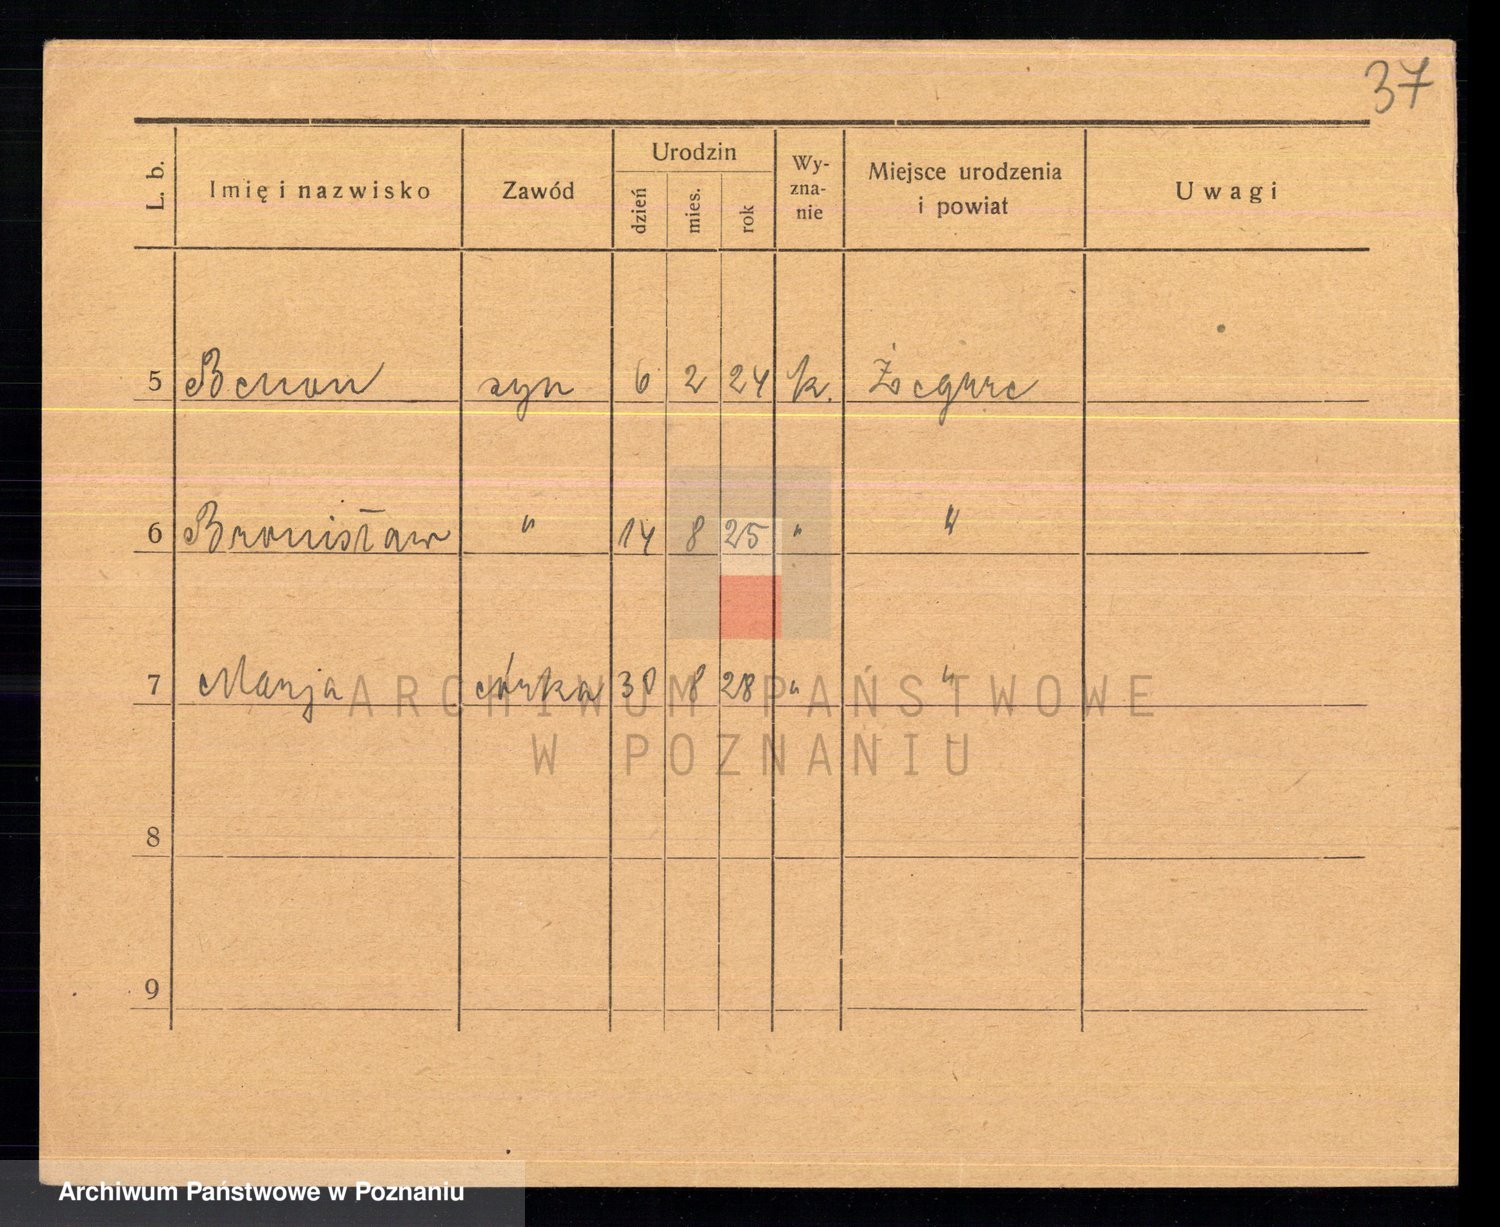 37
L. b. Imię i nazwisko Zawód Urodzin dzień mies. rok Wy-zna-nie Miejsce urodzenia i powiat Uwagi
5 Benon syn 6 2 24 k. Żegrze
6 Bronisław " 14 8 25 " "
7 Marja córka 30 8 28 " "
8
9
ARCHIWUM PAŃSTWOWE
W POZNANIU
Archiwum Państwowe w Poznaniu